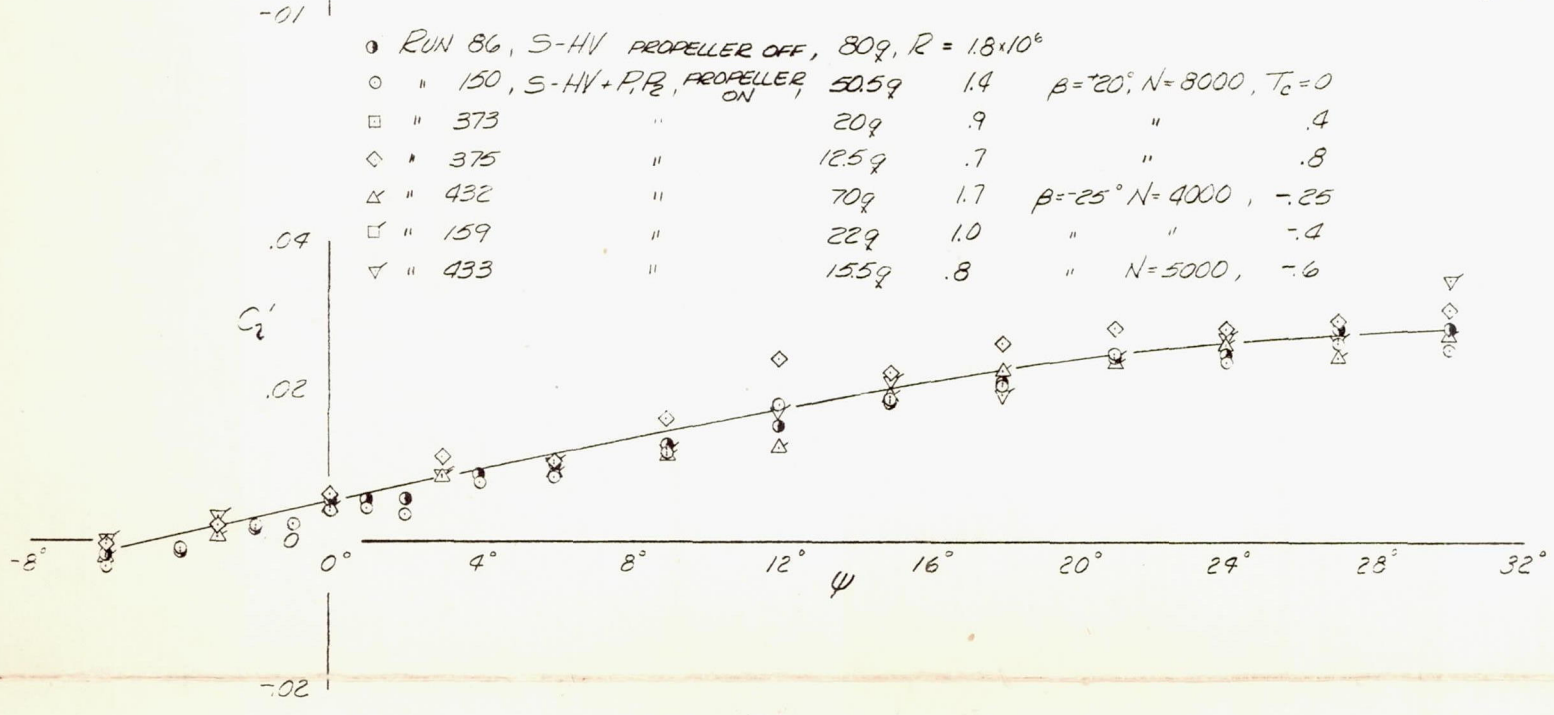 -.01
RUN 86, S-HV PROPELLER OFF, 80q, R = 1.8×10⁶
" 150, S-HV + P₁P₂, PROPELLER ON, 50.5q 1.4 β=+20°, N=8000, T꜀=0
" 373 " 20q .9 " .4
" 375 " 12.5q .7 " .8
" 432 " 70q 1.7 β=-25° N=4000, -.25
" 159 " 22q 1.0 " " -.4
" 433 " 15.5q .8 " N=5000, -.6
.04
Cₗ'
.02
0
-8° 0° 4° 8° 12° 16° 20° 24° 28° 32°
ψ
-.02